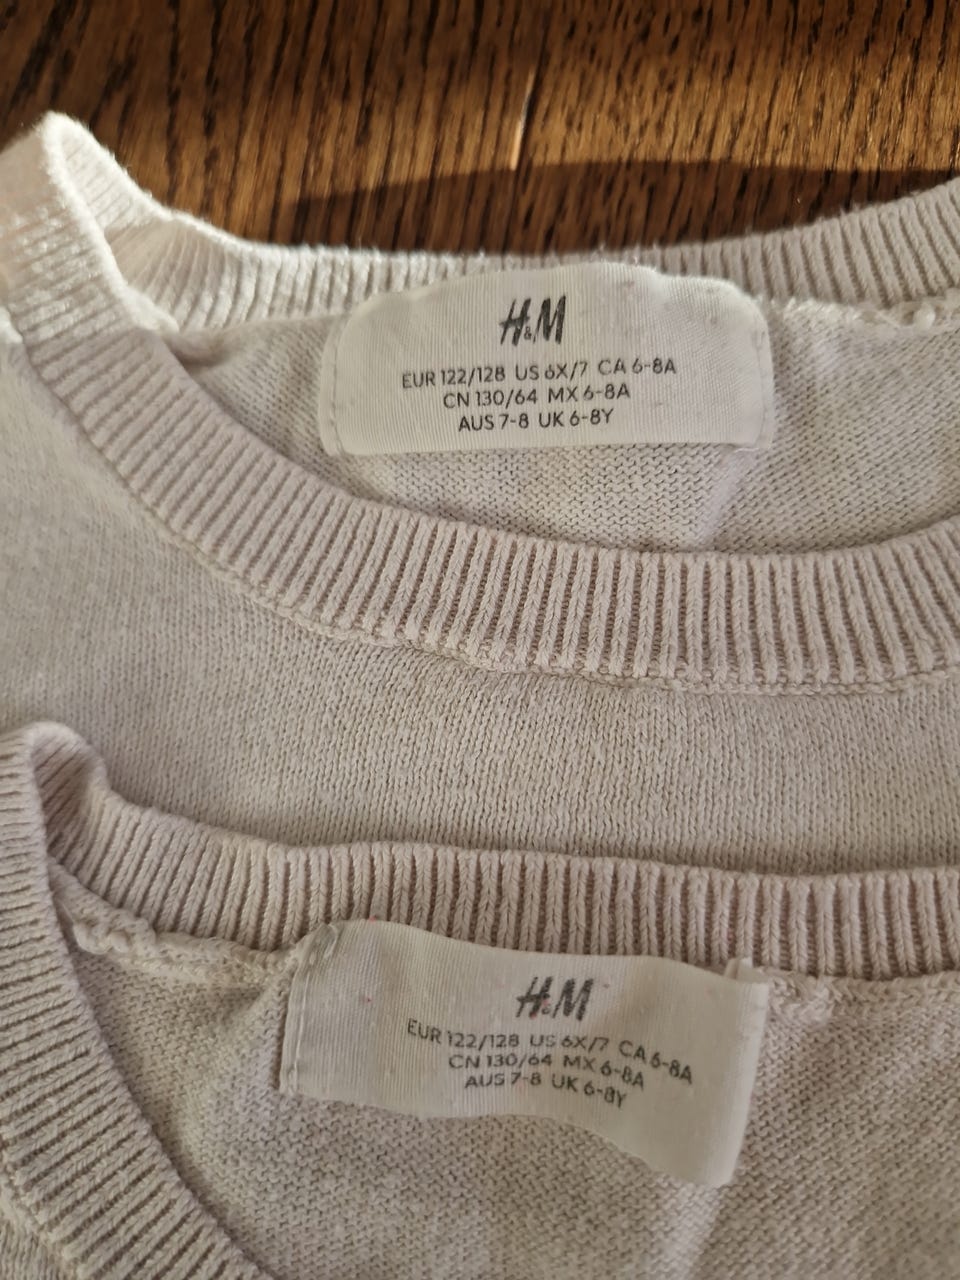 H&M
EUR 122/128 US 6X/7 CA 6-8A
CN 130/64 MX 6-8A
AUS 7-8 UK 6-8Y
H&M
EUR 122/128 US 6X/7 CA 6-8A
CN 130/64 MX 6-8A
AUS 7-8 UK 6-8Y